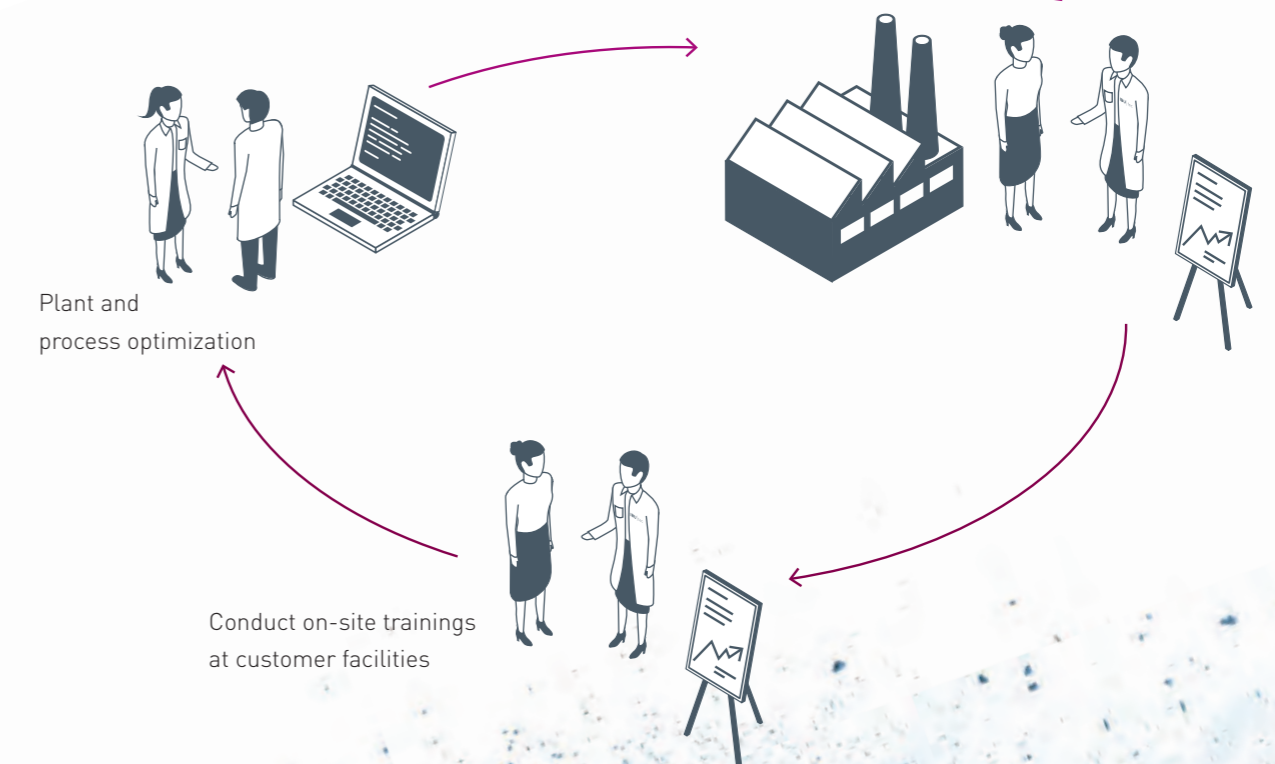 Plant and
process optimization
Conduct on-site trainings
at customer facilities